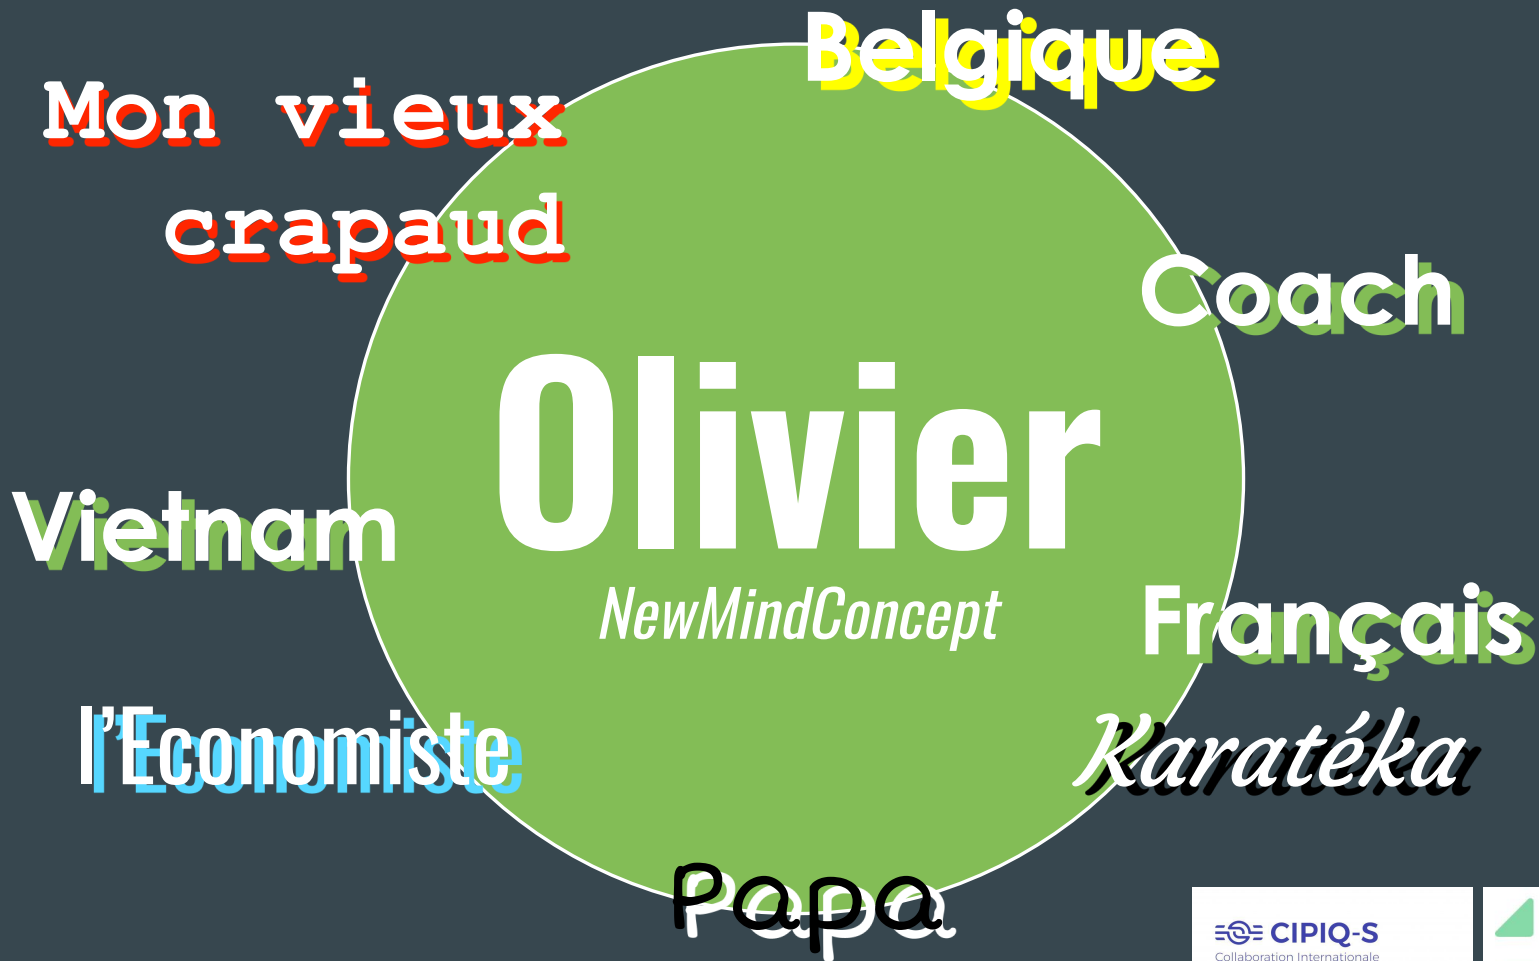 Belgique
Mon vieux
crapaud
Coach
Olivier
Vietnam
NewMindConcept
Français
l’Economiste
Karatéka
Papa
CIPIQ-S
Collaboration Internationale